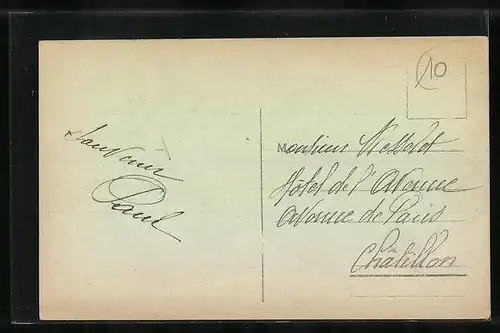 10
Souvenir
Paul
Monsieur
Hôtel de l'Avenue
Avenue de Paris
Châtillon